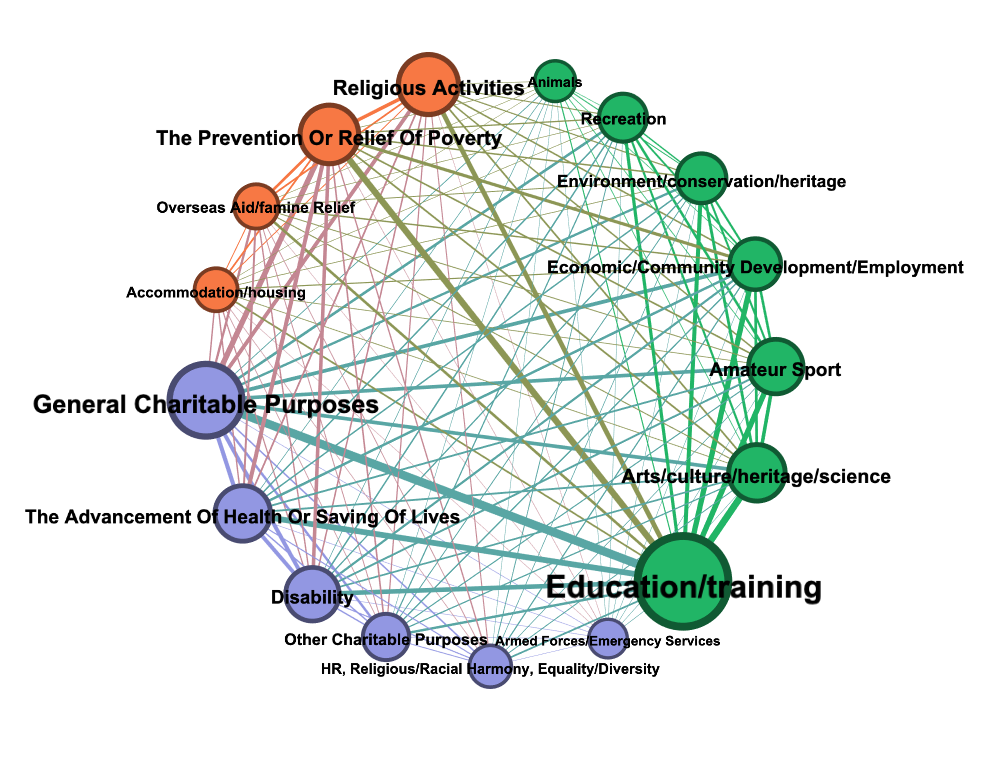 Religious Activities
Animals
Recreation
The Prevention Or Relief Of Poverty
Environment/conservation/heritage
Overseas Aid/famine Relief
Economic/Community Development/Employment
Accommodation/housing
Amateur Sport
General Charitable Purposes
Arts/culture/heritage/science
The Advancement Of Health Or Saving Of Lives
Education/training
Disability
Other Charitable Purposes
Armed Forces/Emergency Services
HR, Religious/Racial Harmony, Equality/Diversity